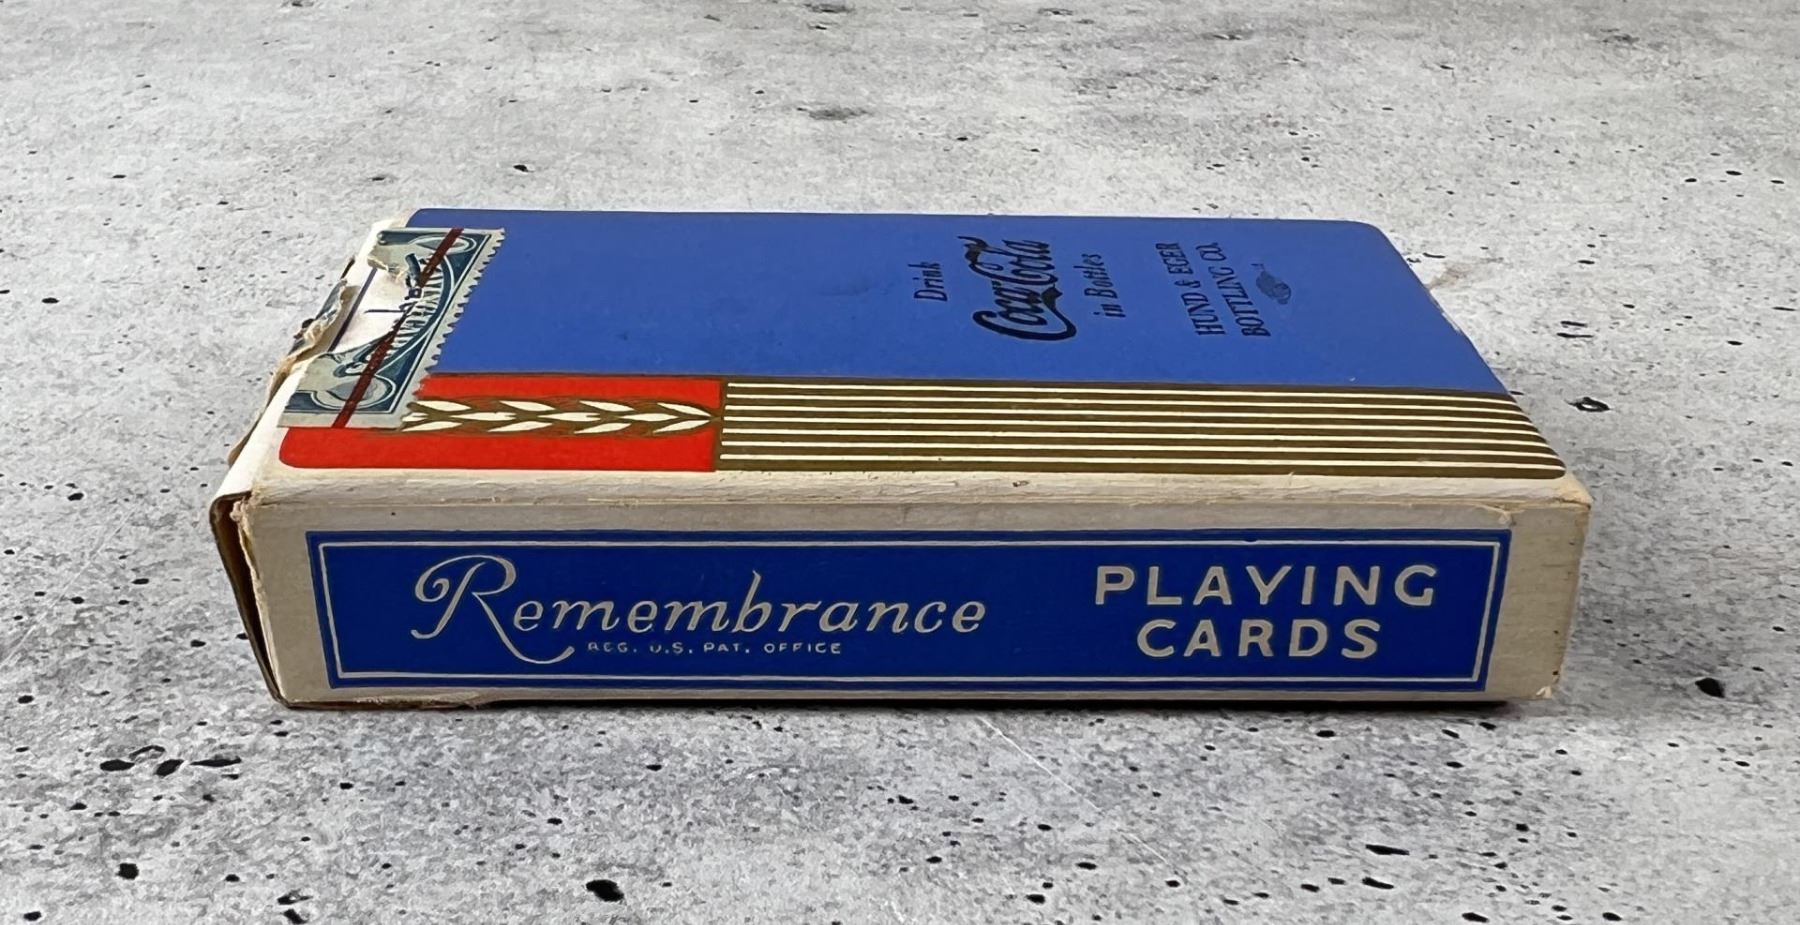 Drink
Coca-Cola
in Bottles
HUND & EGER
BOTTLING CO.
Remembrance
REG. U.S. PAT. OFFICE
PLAYING
CARDS